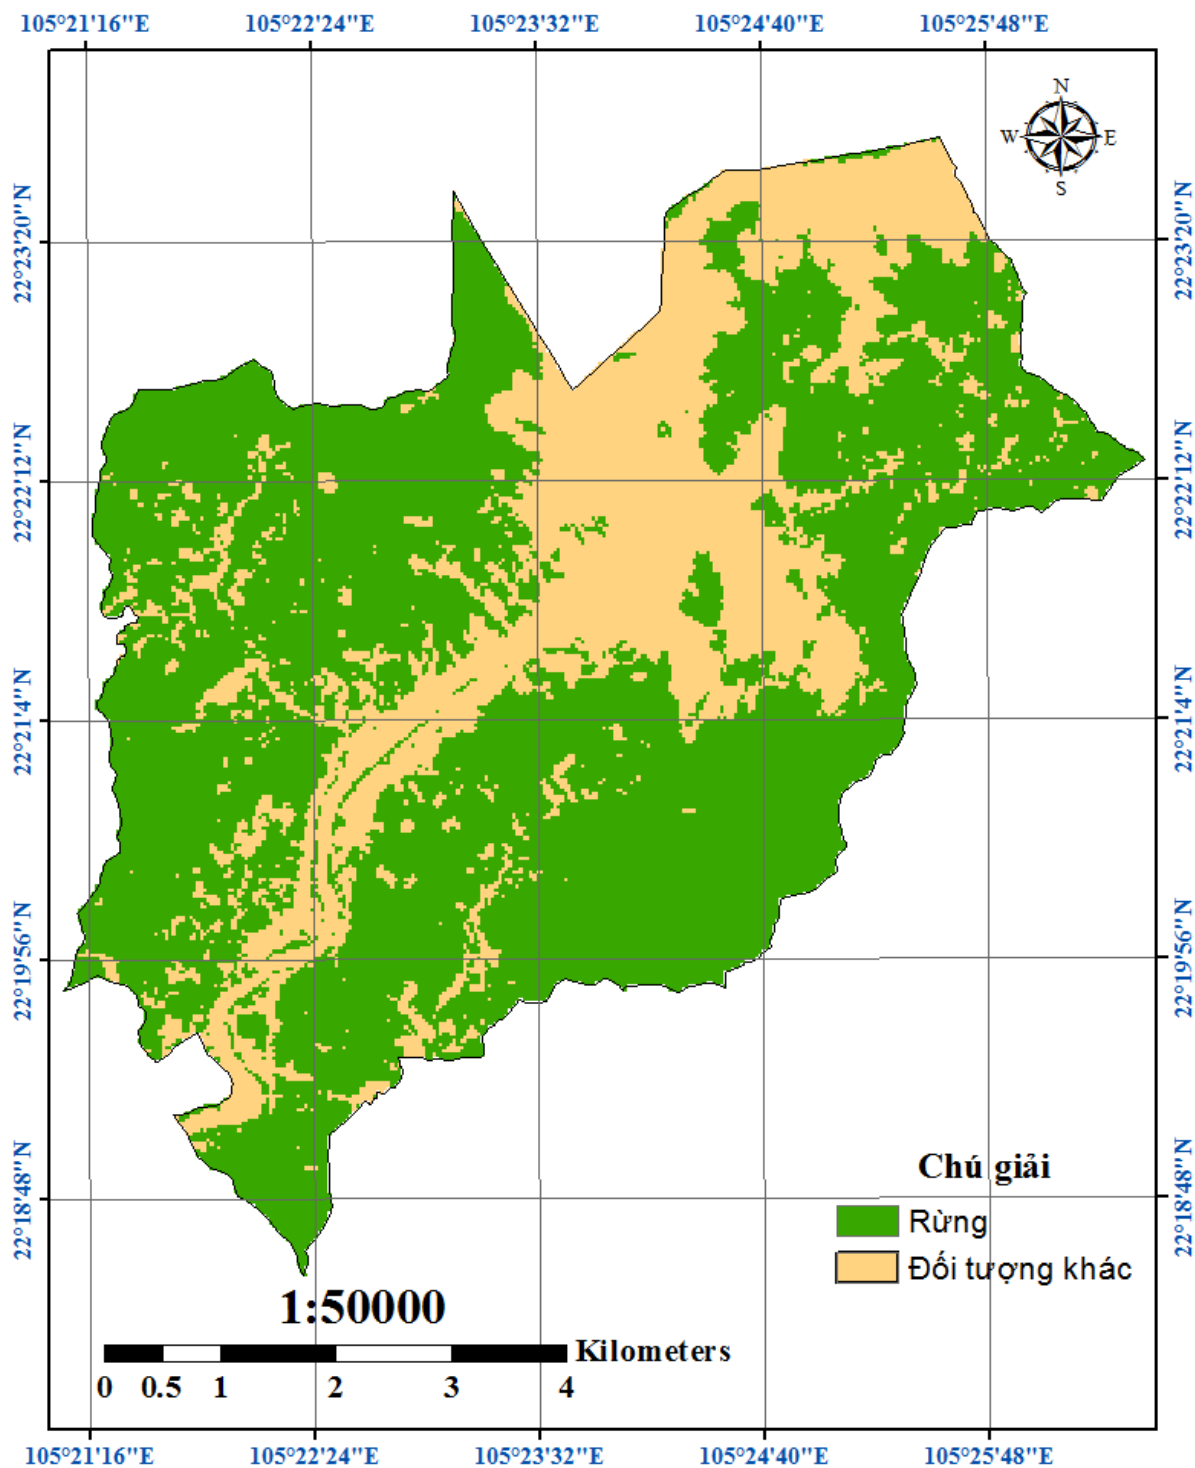 105°21'16"E 105°22'24"E 105°23'32"E 105°24'40"E 105°25'48"E
N
W E
S
22°23'20"N 22°23'20"N
22°22'12"N 22°22'12"N
22°21'4"N 22°21'4"N
22°19'56"N 22°19'56"N
22°18'48"N 22°18'48"N
Chú giải
Rừng
Đối tượng khác
1:50000
Kilometers
0 0.5 1 2 3 4
105°21'16"E 105°22'24"E 105°23'32"E 105°24'40"E 105°25'48"E